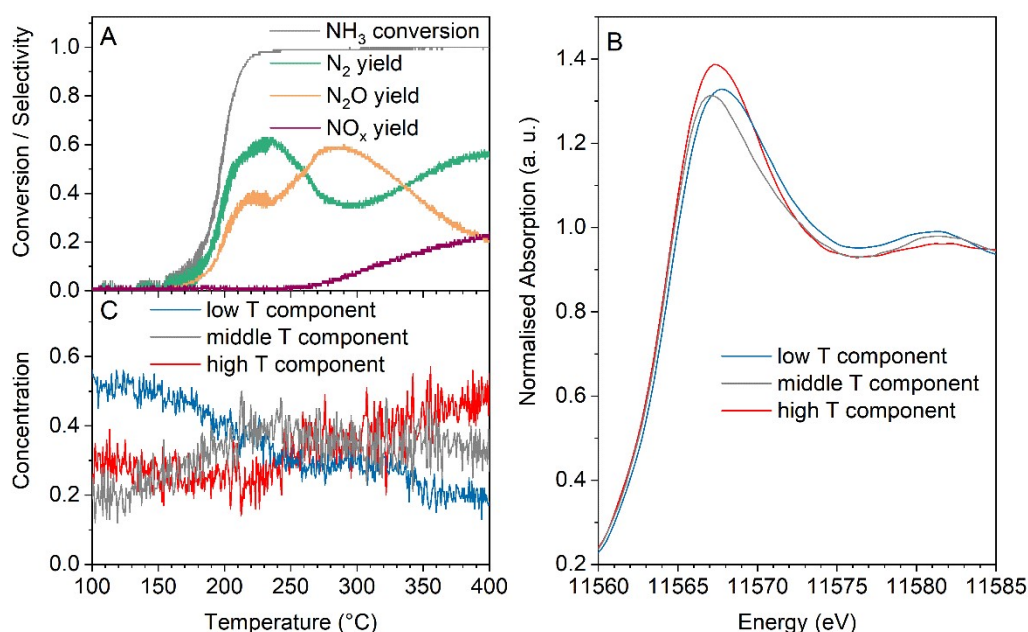 A
NH₃ conversion
N₂ yield
N₂O yield
NOₓ yield
1.0
0.8
0.6
0.4
0.2
0.0
Conversion / Selectivity
C
low T component
middle T component
high T component
0.6
0.4
0.2
0.0
Concentration
100 150 200 250 300 350 400
Temperature (°C)
B
1.4
1.2
1.0
0.8
0.6
0.4
0.2
Normalised Absorption (a. u.)
low T component
middle T component
high T component
11560 11565 11570 11575 11580 11585
Energy (eV)